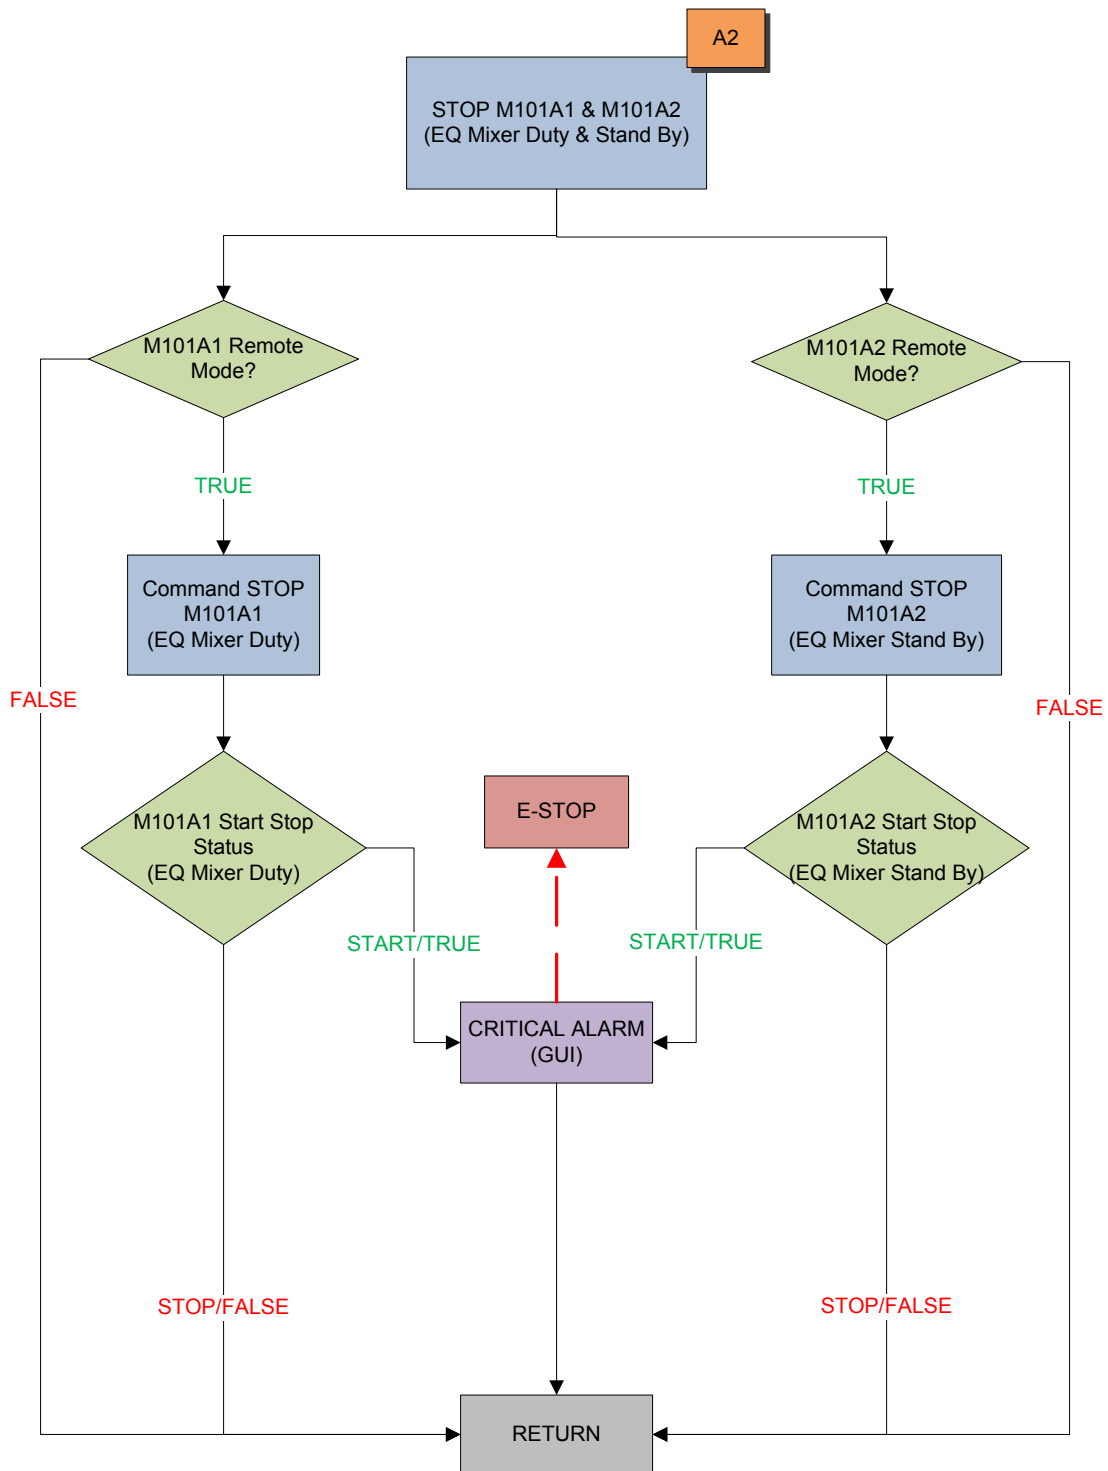 A2
STOP M101A1 & M101A2
(EQ Mixer Duty & Stand By)
M101A1 Remote
Mode?
M101A2 Remote
Mode?
TRUE
TRUE
Command STOP
M101A1
(EQ Mixer Duty)
Command STOP
M101A2
(EQ Mixer Stand By)
FALSE
FALSE
E-STOP
M101A1 Start Stop
Status
(EQ Mixer Duty)
M101A2 Start Stop
Status
(EQ Mixer Stand By)
START/TRUE
START/TRUE
CRITICAL ALARM
(GUI)
STOP/FALSE
STOP/FALSE
RETURN